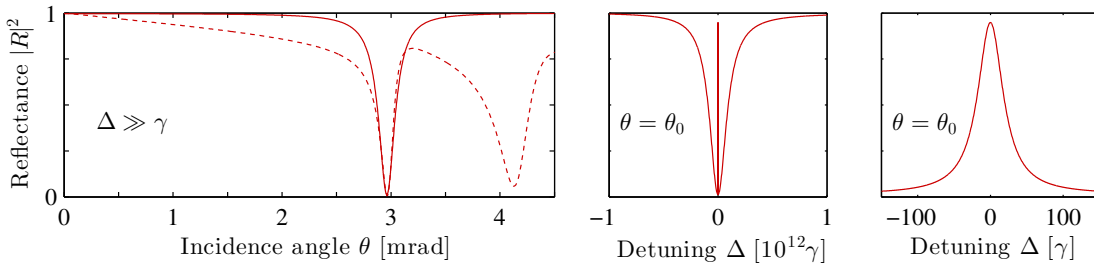 Reflectance |R|²
1
0
Δ ≫ γ
0 1 2 3 4
Incidence angle θ [mrad]
θ = θ₀
−1 0 1
Detuning Δ [10¹²γ]
θ = θ₀
−100 0 100
Detuning Δ [γ]